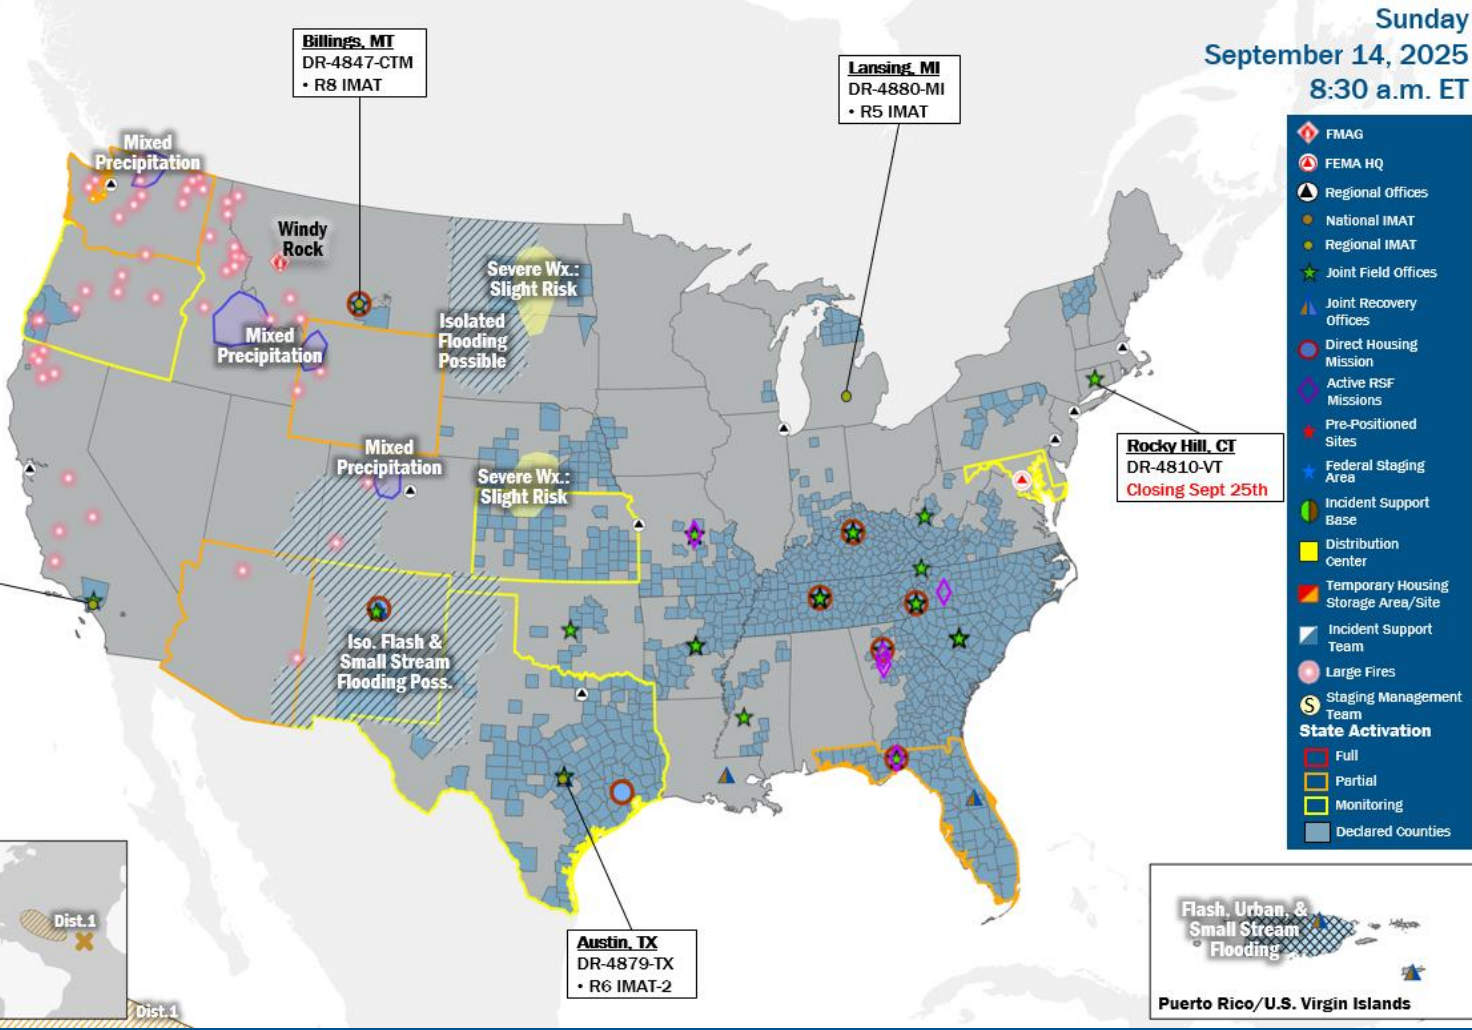 Sunday
September 14, 2025
8:30 a.m. ET
Billings, MT
DR-4847-CTM
• R8 IMAT
Lansing, MI
DR-4880-MI
• R5 IMAT
Mixed
Precipitation
Windy
Rock
Severe Wx.:
Slight Risk
Isolated
Flooding
Possible
Mixed
Precipitation
Mixed
Precipitation
Severe Wx.:
Slight Risk
Rocky Hill, CT
DR-4810-VT
Closing Sept 25th
Iso. Flash &
Small Stream
Flooding Poss.
Austin, TX
DR-4879-TX
• R6 IMAT-2
Dist.1
Dist.1
FMAG
FEMA HQ
Regional Offices
National IMAT
Regional IMAT
Joint Field Offices
Joint Recovery
Offices
Direct Housing
Mission
Active RSF
Missions
Pre-Positioned
Sites
Federal Staging
Area
Incident Support
Base
Distribution
Center
Temporary Housing
Storage Area/Site
Incident Support
Team
Large Fires
S
Staging Management
Team
State Activation
Full
Partial
Monitoring
Declared Counties
Flash, Urban, &
Small Stream
Flooding
Puerto Rico/U.S. Virgin Islands